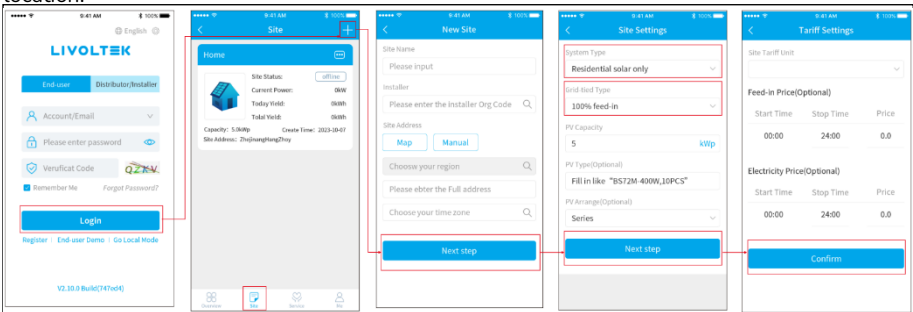 location.
9:41 AM
100%
English
LIVOLTEK
End-user
Distributor/Installer
Account/Email
Please enter password
Veruficat Code
QZKV
Remember Me
Forgot Password?
Login
Register | End-user Demo | Go Local Mode
V2.10.0 Build(747ed4)
9:41 AM
100%
Site
Home
Site Status:
offline
Current Power:
0kW
Today Yield:
0kWh
Total Yield:
0kWh
Capacity: 5.0kWp
Create Time: 2023-10-07
Site Address: ZhejinangHangZhoy
Overview
Site
Service
Me
9:41 AM
100%
New Site
Site Name
Please input
Installer
Please enter the installer Org Code
Site Address
Map
Manual
Choose your region
Please ebter the Full address
Choose your time zone
Next step
9:41 AM
100%
Site Settings
System Type
Residential solar only
Grid-tied Type
100% feed-in
PV Capacity
5
kWp
PV Type(Optional)
Fill in like "BS72M-400W,10PCS"
PV Arrange(Optional)
Series
Next step
9:41 AM
100%
Tariff Settings
Site Tariff Unit
Feed-in Price(Optional)
Start Time
Stop Time
Price
00:00
24:00
0.0
Electricity Price(Optional)
Start Time
Stop Time
Price
00:00
24:00
0.0
Confirm